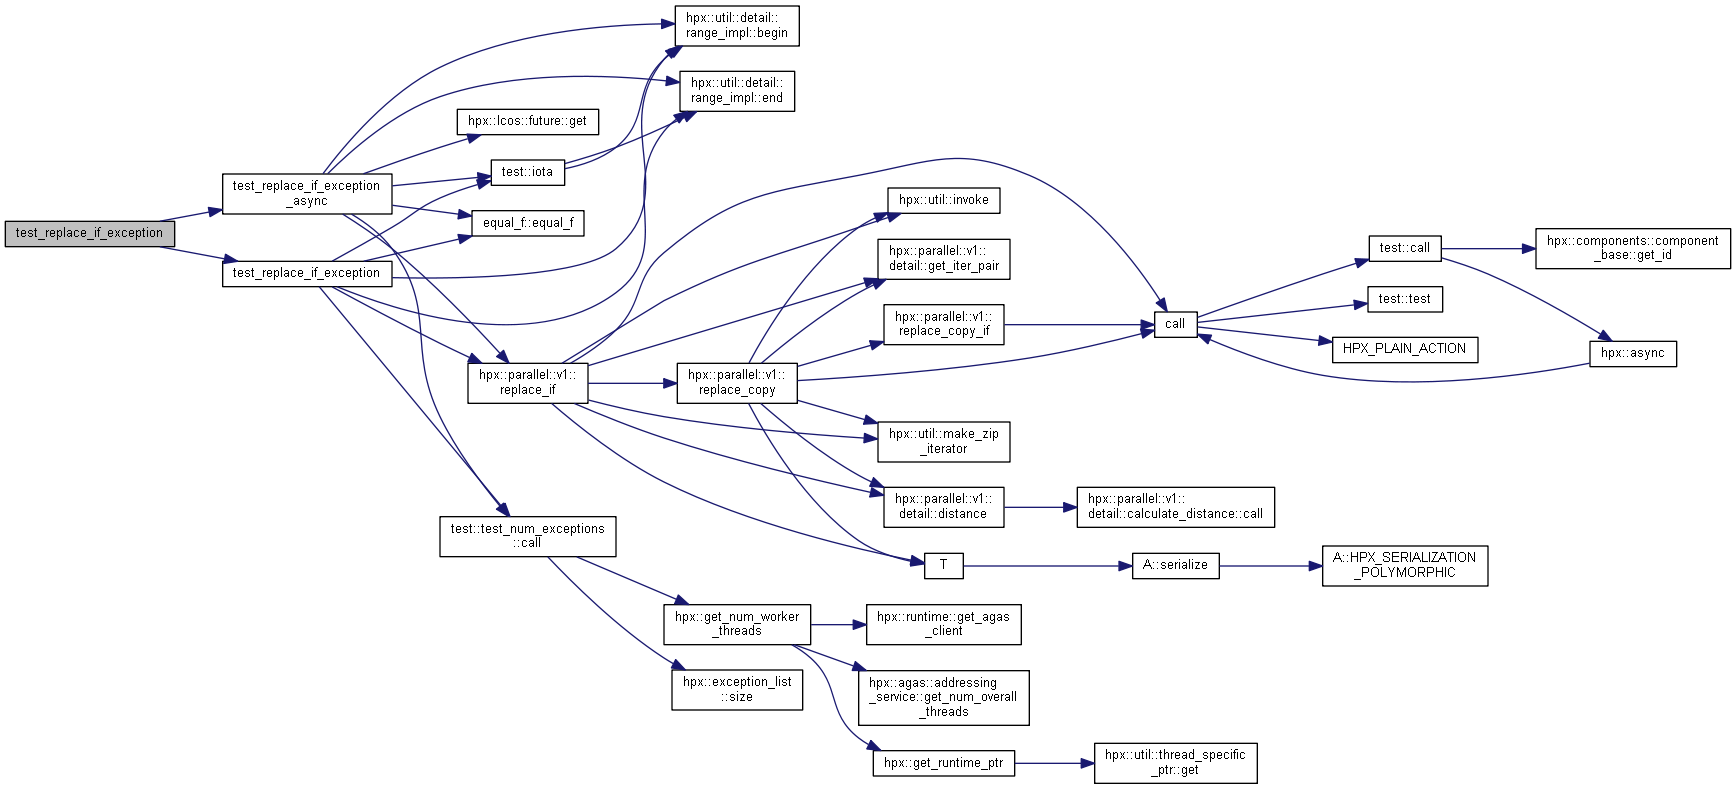 test_replace_if_exception
test_replace_if_exception
_async
test_replace_if_exception
hpx::util::detail::
range_impl::begin
hpx::util::detail::
range_impl::end
hpx::lcos::future::get
test::iota
equal_f::equal_f
hpx::parallel::v1::
replace_if
test::test_num_exceptions
::call
hpx::parallel::v1::
replace_copy
hpx::get_num_worker
_threads
hpx::exception_list
::size
hpx::util::invoke
hpx::parallel::v1::
detail::get_iter_pair
hpx::parallel::v1::
replace_copy_if
hpx::util::make_zip
_iterator
hpx::parallel::v1::
detail::distance
T
hpx::runtime::get_agas
_client
hpx::agas::addressing
_service::get_num_overall
_threads
hpx::get_runtime_ptr
call
hpx::parallel::v1::
detail::calculate_distance::call
A::serialize
hpx::util::thread_specific
_ptr::get
test::call
test::test
HPX_PLAIN_ACTION
A::HPX_SERIALIZATION
_POLYMORPHIC
hpx::components::component
_base::get_id
hpx::async